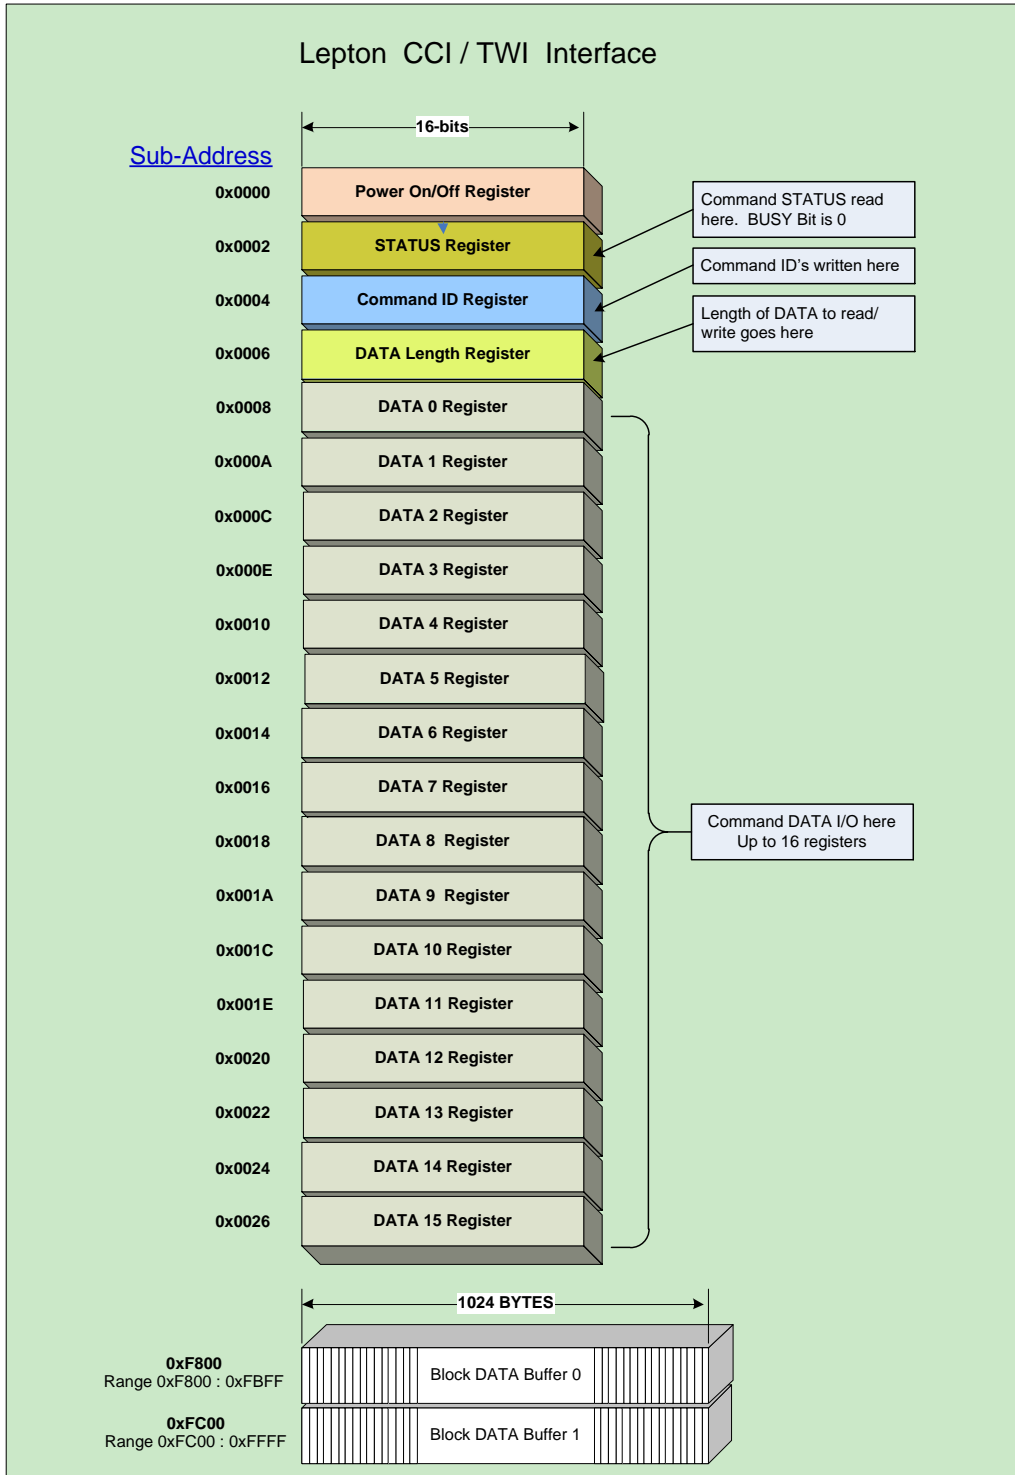 Lepton CCI / TWI Interface
16-bits
Sub-Address
0x0000
Power On/Off Register
Command STATUS read
here. BUSY Bit is 0
0x0002
STATUS Register
Command ID's written here
0x0004
Command ID Register
Length of DATA to read/
write goes here
0x0006
DATA Length Register
0x0008
DATA 0 Register
0x000A
DATA 1 Register
0x000C
DATA 2 Register
0x000E
DATA 3 Register
0x0010
DATA 4 Register
0x0012
DATA 5 Register
0x0014
DATA 6 Register
0x0016
DATA 7 Register
Command DATA I/O here
Up to 16 registers
0x0018
DATA 8 Register
0x001A
DATA 9 Register
0x001C
DATA 10 Register
0x001E
DATA 11 Register
0x0020
DATA 12 Register
0x0022
DATA 13 Register
0x0024
DATA 14 Register
0x0026
DATA 15 Register
1024 BYTES
0xF800
Range 0xF800 : 0xFBFF
Block DATA Buffer 0
0xFC00
Range 0xFC00 : 0xFFFF
Block DATA Buffer 1